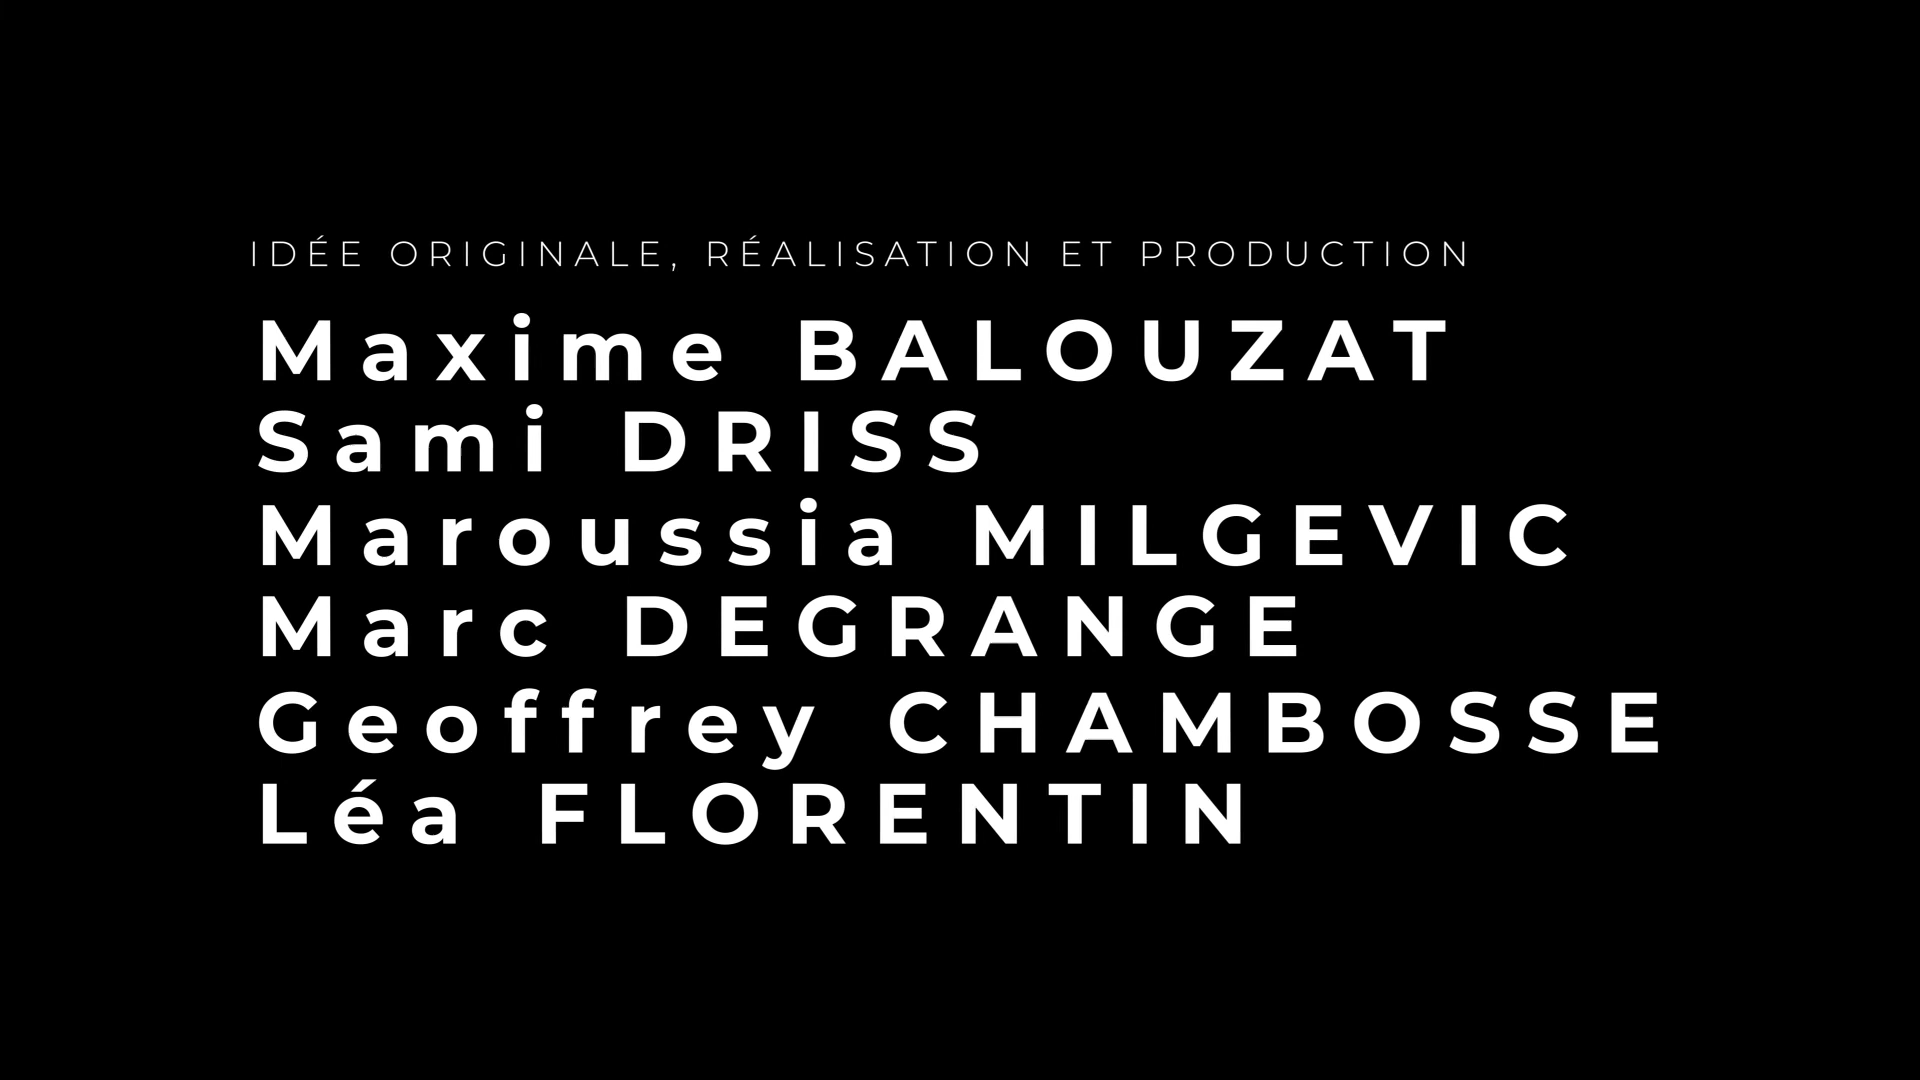 IDÉE ORIGINALE, RÉALISATION ET PRODUCTION
Maxime BALOUZAT
Sami DRISS
Maroussia MILGEVIC
Marc DEGRANGE
Geoffrey CHAMBOSSE
Léa FLORENTIN